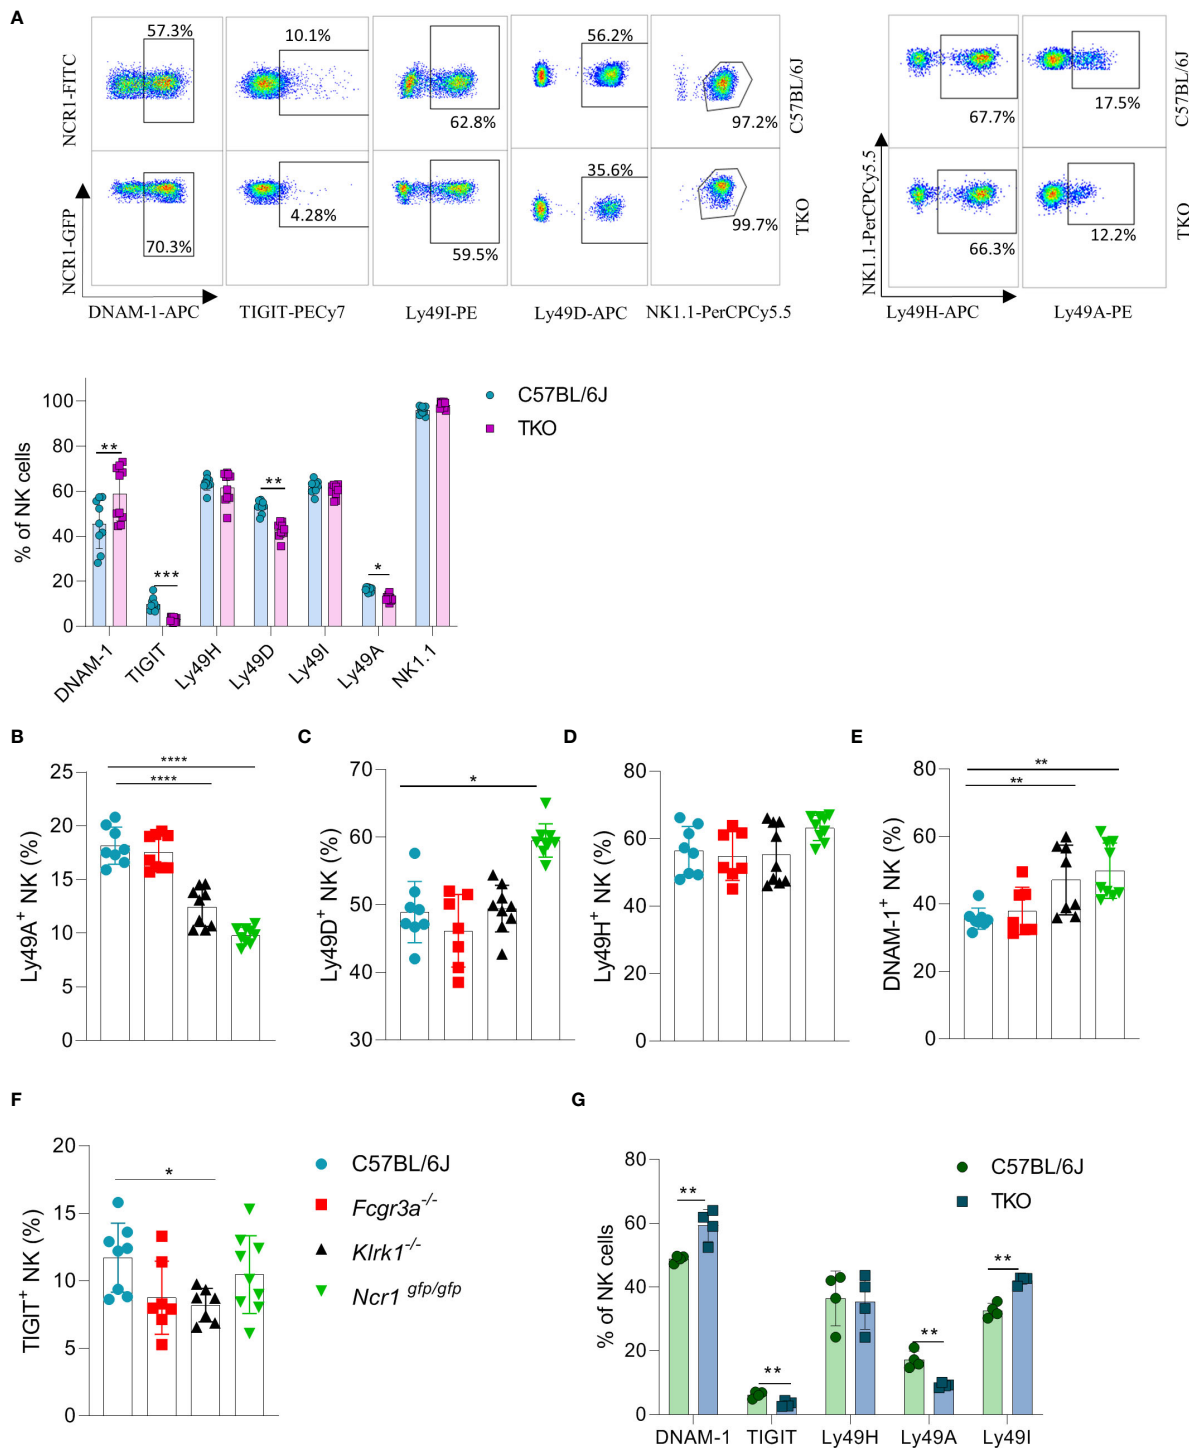 A
57.3%
10.1%
56.2%
62.8%
97.2%
67.7%
17.5%
NCR1-FITC
C57BL/6J
C57BL/6J
70.3%
4.28%
59.5%
35.6%
99.7%
66.3%
12.2%
NCR1-GFP
TKO
NK1.1-PerCPCy5.5
TKO
DNAM-1-APC
TIGIT-PECy7
Ly49I-PE
Ly49D-APC
NK1.1-PerCPCy5.5
Ly49H-APC
Ly49A-PE
% of NK cells
100
80
60
40
20
0
**
***
**
*
C57BL/6J
TKO
DNAM-1
TIGIT
Ly49H
Ly49D
Ly49I
Ly49A
NK1.1
B
Ly49A+ NK (%)
25
20
15
10
5
0
****
****
C
Ly49D+ NK (%)
70
60
50
40
30
*
D
Ly49H+ NK (%)
80
60
40
20
0
E
DNAM-1+ NK (%)
80
60
40
20
0
**
**
F
TIGIT+ NK (%)
20
15
10
5
0
*
C57BL/6J
Fcgr3a-/-
Klrk1-/-
Ncr1 gfp/gfp
G
% of NK cells
80
60
40
20
0
**
**
**
**
C57BL/6J
TKO
DNAM-1
TIGIT
Ly49H
Ly49A
Ly49I